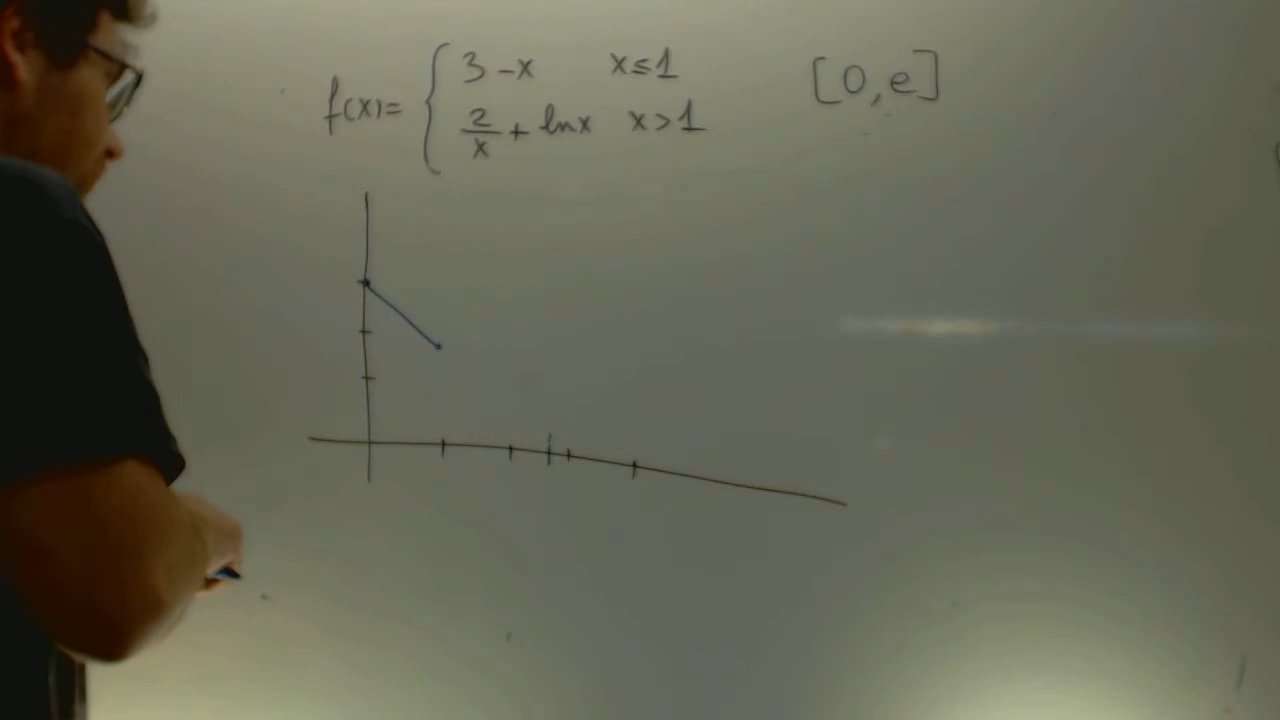 f(x)= { 3-x x≤1 [0,e]
2/x + lnx x>1